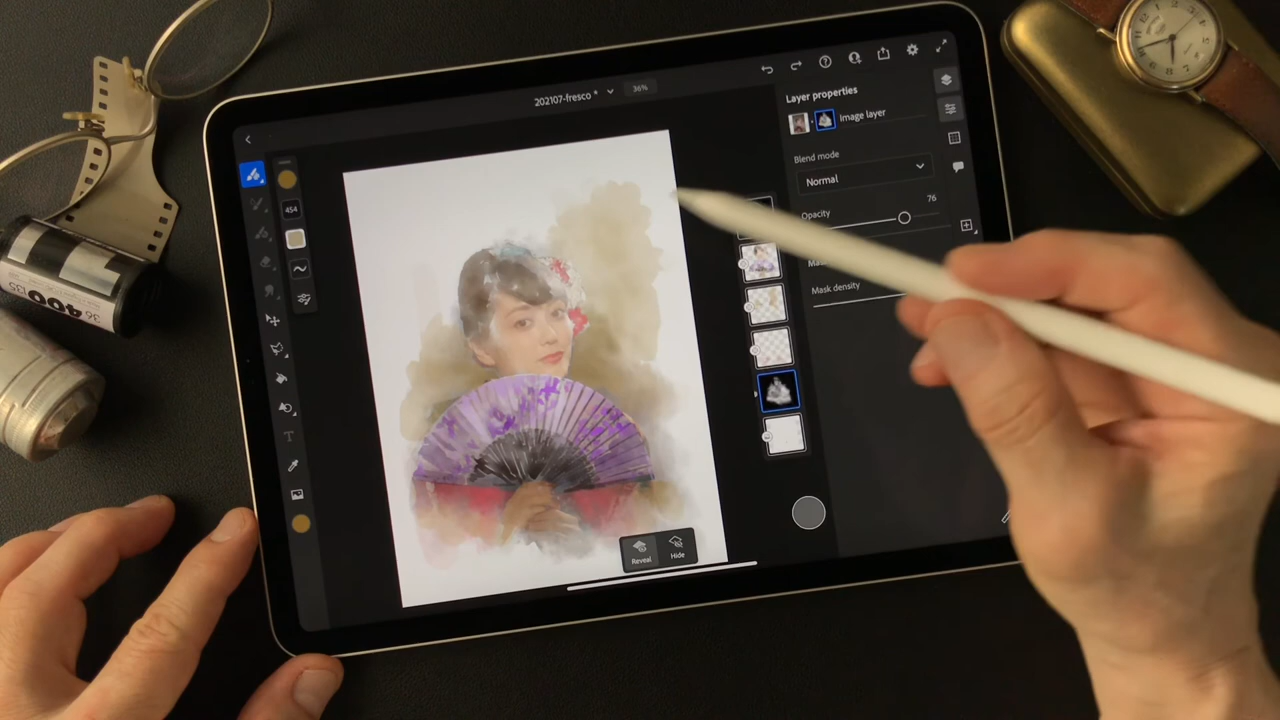 202107-fresco *
36%
454
T
Layer properties
Image layer
Blend mode
Normal
Opacity
76
Mask density
Reveal
Hide
400
36
135